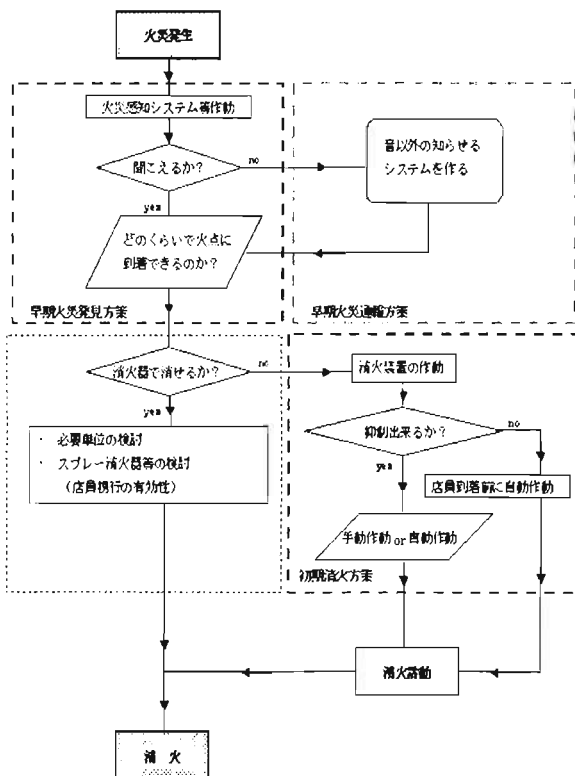 火災発生
火災感知システム等作動
聞こえるか?
no
音以外の知らせる
システムを作る
yes
どのくらいで火点に
到着できるのか?
早期火災発見方策
早期火災通報方策
消火器で消せるか?
no
消火装置の作動
yes
・ 必要単位の検討
・ スプレー消火器等の検討
(店員携行の有効性)
抑制出来るか?
no
yes
店員到着前に自動作動
手動作動 or 自動作動
初期消火方策
消火活動
消 火